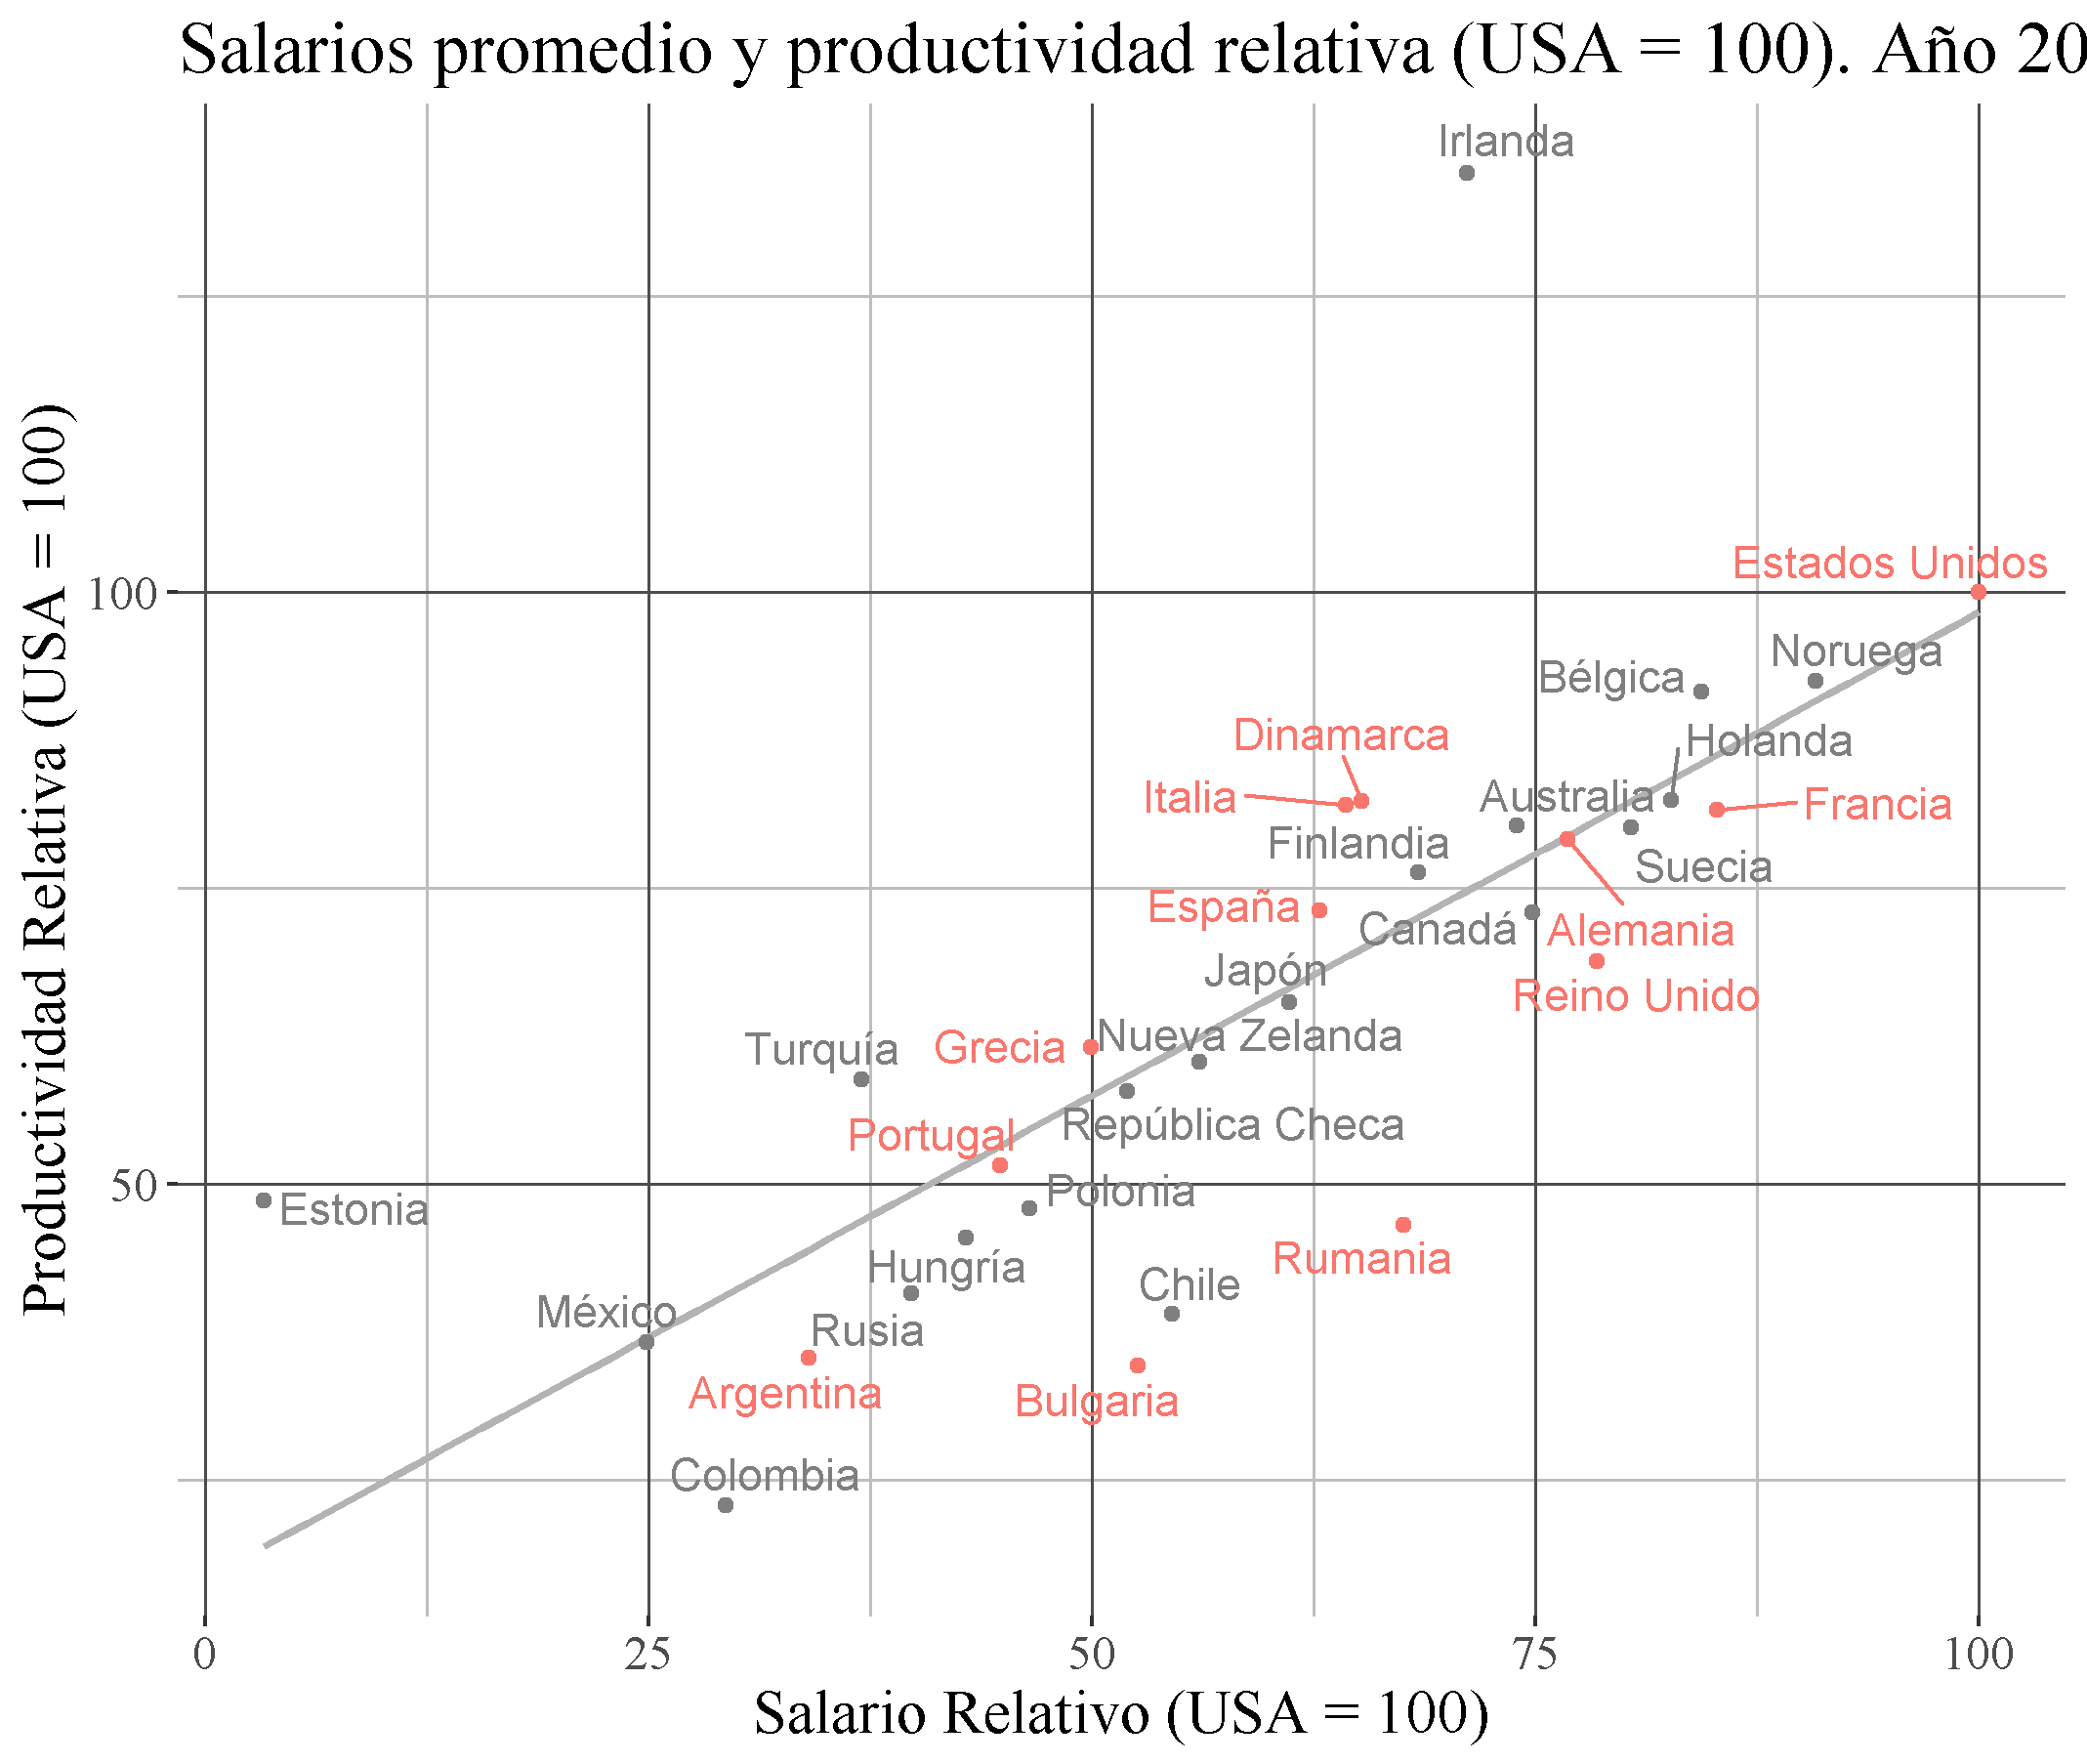 Salarios promedio y productividad relativa (USA = 100). Año 20
Irlanda
Estados Unidos
Noruega
Bélgica
Holanda
Dinamarca
Italia
Australia
Francia
Finlandia
Suecia
España
Canadá
Alemania
Japón
Reino Unido
Nueva Zelanda
Turquía
Grecia
República Checa
Portugal
Polonia
Estonia
Hungría
Rumania
Chile
México
Rusia
Argentina
Bulgaria
Colombia
Productividad Relativa (USA = 100)
100
50
0
25
50
75
100
Salario Relativo (USA = 100)